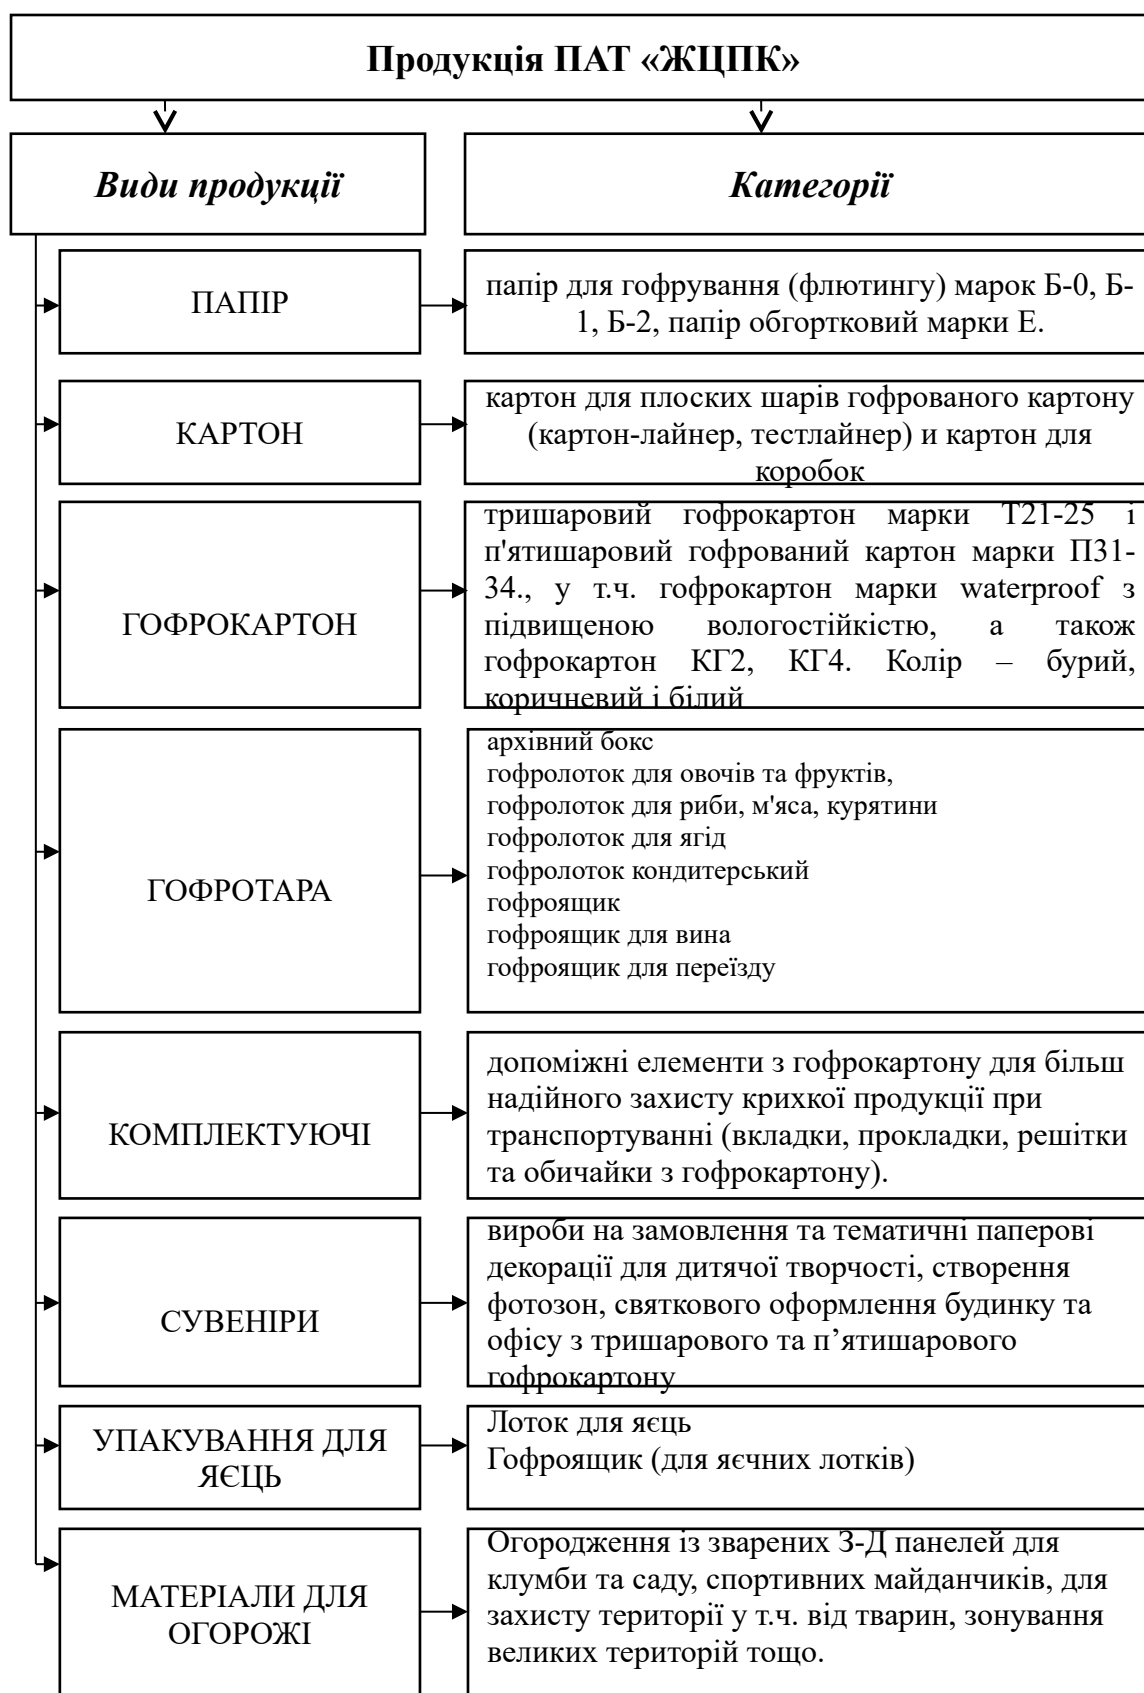 Продукція ПАТ «ЖЦПК»
Види продукції
Категорії
ПАПІР
папір для гофрування (флютингу) марок Б-0, Б-
1, Б-2, папір обгортковий марки Е.
КАРТОН
картон для плоских шарів гофрованого картону
(картон-лайнер, тестлайнер) и картон для
коробок
ГОФРОКАРТОН
тришаровий гофрокартон марки Т21-25 і
п'ятишаровий гофрований картон марки П31-
34., у т.ч. гофрокартон марки waterproof з
підвищеною вологостійкістю, а також
гофрокартон КГ2, КГ4. Колір – бурий,
коричневий і білий
ГОФРОТАРА
архівний бокс
гофролоток для овочів та фруктів,
гофролоток для риби, м'яса, курятини
гофролоток для ягід
гофролоток кондитерський
гофроящик
гофроящик для вина
гофроящик для переїзду
КОМПЛЕКТУЮЧІ
допоміжні елементи з гофрокартону для більш
надійного захисту крихкої продукції при
транспортуванні (вкладки, прокладки, решітки
та обичайки з гофрокартону).
СУВЕНІРИ
вироби на замовлення та тематичні паперові
декорації для дитячої творчості, створення
фотозон, святкового оформлення будинку та
офісу з тришарового та п’ятишарового
гофрокартону
УПАКУВАННЯ ДЛЯ
ЯЄЦЬ
Лоток для яєць
Гофроящик (для яєчних лотків)
МАТЕРІАЛИ ДЛЯ
ОГОРОЖІ
Огородження із зварених З-Д панелей для
клумби та саду, спортивних майданчиків, для
захисту території у т.ч. від тварин, зонування
великих територій тощо.